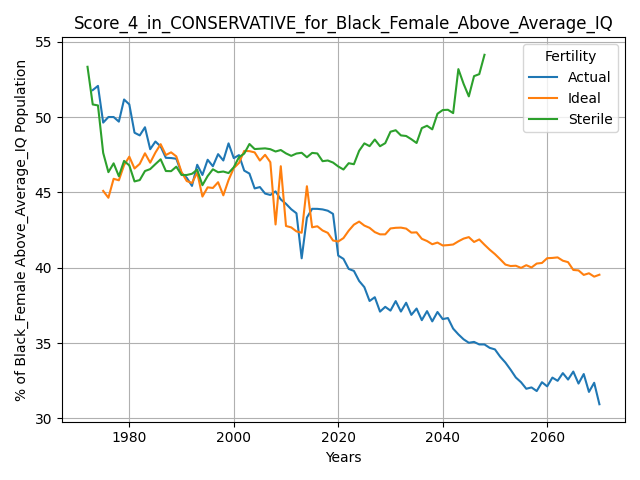 Score_4_in_CONSERVATIVE_for_Black_Female_Above_Average_IQ
% of Black_Female Above_Average_IQ Population
55
50
45
40
35
30
Fertility
Actual
Ideal
Sterile
1980
2000
2020
2040
2060
Years